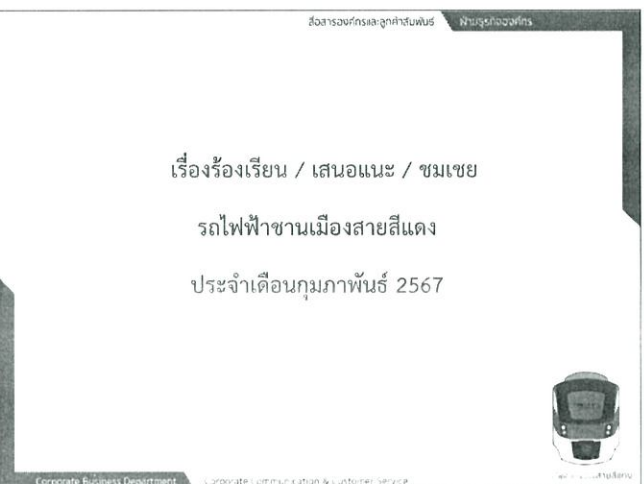 สื่อสารองค์กรและลูกค้าสัมพันธ์ ฝ่ายธุรกิจองค์กร
เรื่องร้องเรียน / เสนอแนะ / ชมเชย
รถไฟฟ้าชานเมืองสายสีแดง
ประจำเดือนกุมภาพันธ์ 2567
Corporate Business Department Corporate Communication & Customer Service